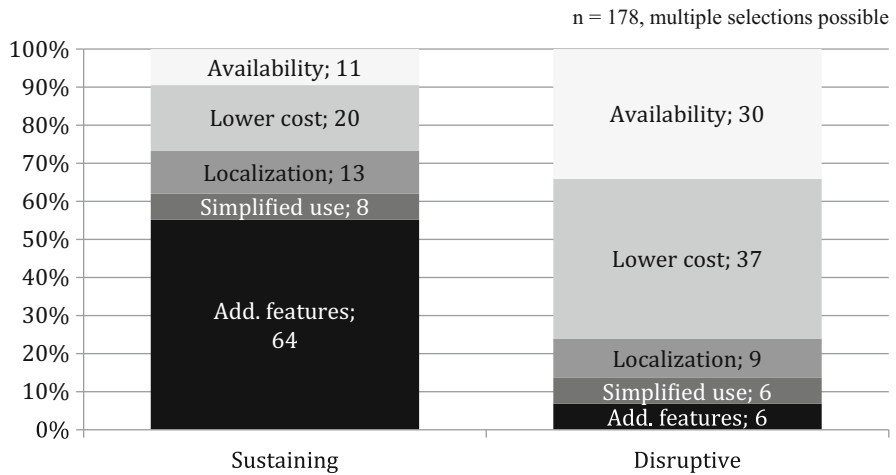 n = 178, multiple selections possible
100%
90%
80%
70%
60%
50%
40%
30%
20%
10%
0%
Availability; 11
Lower cost; 20
Localization; 13
Simplified use; 8
Add. features;
64
Availability; 30
Lower cost; 37
Localization; 9
Simplified use; 6
Add. features; 6
Sustaining
Disruptive